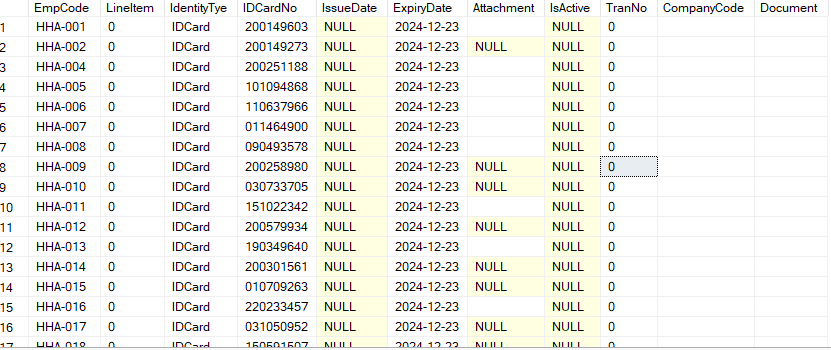 EmpCode LineItem IdentityTye IDCardNo IssueDate ExpiryDate Attachment IsActive TranNo CompanyCode Document
1 HHA-001 0 IDCard 200149603 NULL 2024-12-23 NULL 0
2 HHA-002 0 IDCard 200149273 NULL 2024-12-23 NULL NULL 0
3 HHA-004 0 IDCard 200251188 NULL 2024-12-23 NULL 0
4 HHA-005 0 IDCard 101094868 NULL 2024-12-23 NULL 0
5 HHA-006 0 IDCard 110637966 NULL 2024-12-23 NULL 0
6 HHA-007 0 IDCard 011464900 NULL 2024-12-23 NULL 0
7 HHA-008 0 IDCard 090493578 NULL 2024-12-23 NULL 0
8 HHA-009 0 IDCard 200258980 NULL 2024-12-23 NULL NULL 0
9 HHA-010 0 IDCard 030733705 NULL 2024-12-23 NULL NULL 0
10 HHA-011 0 IDCard 151022342 NULL 2024-12-23 NULL 0
11 HHA-012 0 IDCard 200579934 NULL 2024-12-23 NULL NULL 0
12 HHA-013 0 IDCard 190349640 NULL 2024-12-23 NULL 0
13 HHA-014 0 IDCard 200301561 NULL 2024-12-23 NULL NULL 0
14 HHA-015 0 IDCard 010709263 NULL 2024-12-23 NULL NULL 0
15 HHA-016 0 IDCard 220233457 NULL 2024-12-23 NULL 0
16 HHA-017 0 IDCard 031050952 NULL 2024-12-23 NULL NULL 0
17 HHA-018 0 IDCard 150591507 NULL 2024-12-23 NULL NULL 0